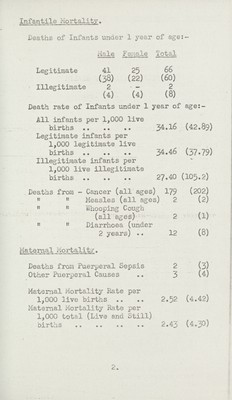 Infantile Mortality.
Deaths of Infants under 1 year of age:-
Male Female Total
Legitimate 41 25 66
(38) (22) (60)
Illegitimate 2 - 2
(4) (4) (8)
Death rate of Infants under 1 year of age:-
All infants per 1,000 live
births .. .. .. 34.16 (42.89)
Legitimate infants per
1,000 legitimate live
births .. .. .. 34.46 (37.79)
Illegitimate infants per
1,000 live illegitimate
births .. .. .. 27.40 (105.2)
Deaths from - Cancer (all ages) 179 (202)
" " Measles (all ages) 2 (2)
" " Whooping Cough
(all ages) 2 (1)
" " Diarrhoea (under
2 years) .. 12 (8)
Maternal Mortality.
Deaths from Puerperal Sepsis 2 (3)
Other Puerperal Causes .. 3 (4)
Maternal Mortality Rate per
1,000 live births .. .. 2.52 (4.42)
Maternal Mortality Rate per
1,000 total (Live and Still)
births .. .. .. .. 2.43 (4.30)
2.